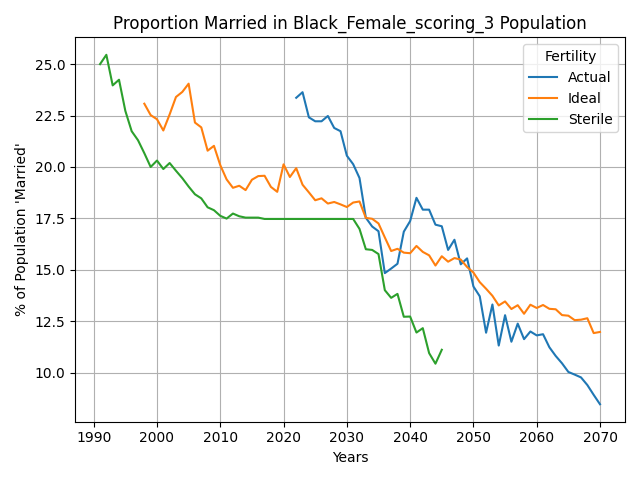 Proportion Married in Black_Female_scoring_3 Population
% of Population 'Married'
25.0
22.5
20.0
17.5
15.0
12.5
10.0
Fertility
Actual
Ideal
Sterile
1990 2000 2010 2020 2030 2040 2050 2060 2070
Years